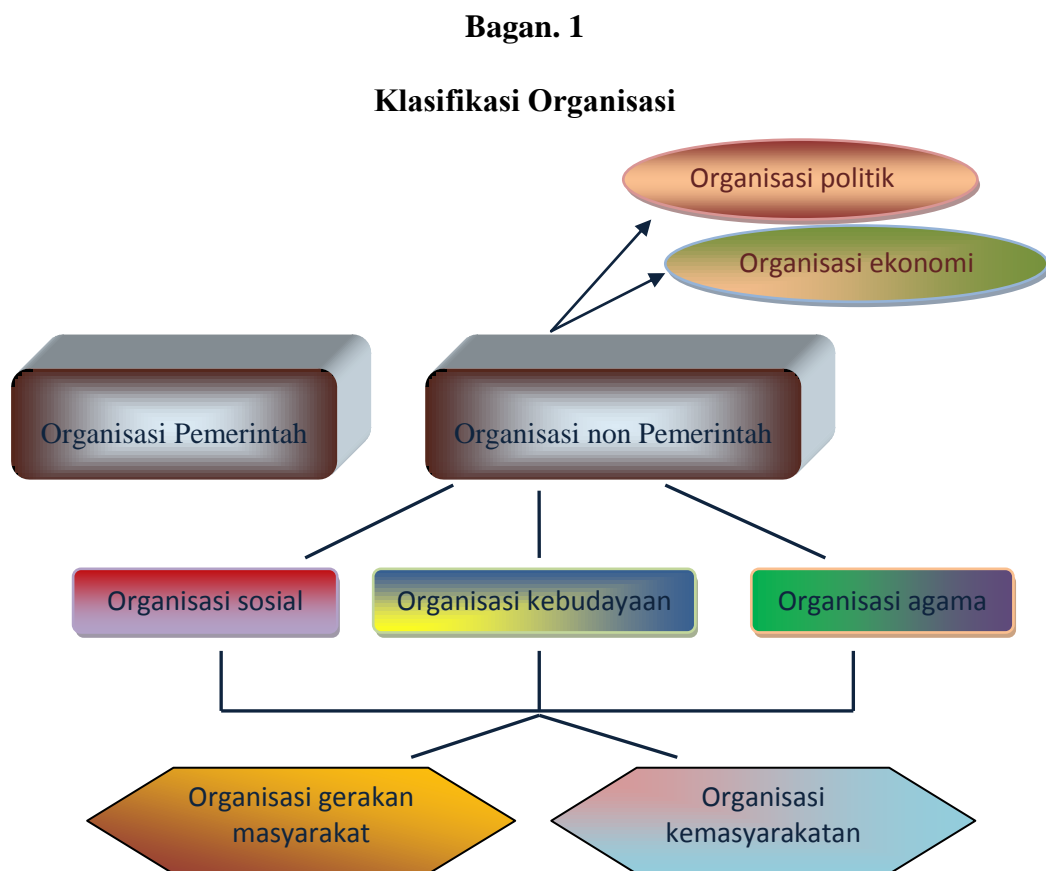 Bagan. 1
Klasifikasi Organisasi
Organisasi politik
Organisasi ekonomi
Organisasi Pemerintah
Organisasi non Pemerintah
Organisasi sosial
Organisasi kebudayaan
Organisasi agama
Organisasi gerakan
masyarakat
Organisasi
kemasyarakatan